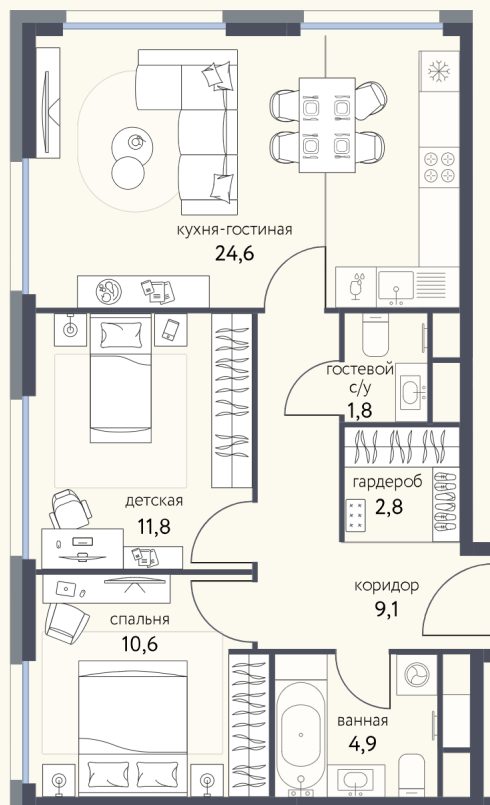 кухня-гостиная
24,6
гостевой
с/у
1,8
гардероб
2,8
детская
11,8
коридор
9,1
спальня
10,6
ванная
4,9